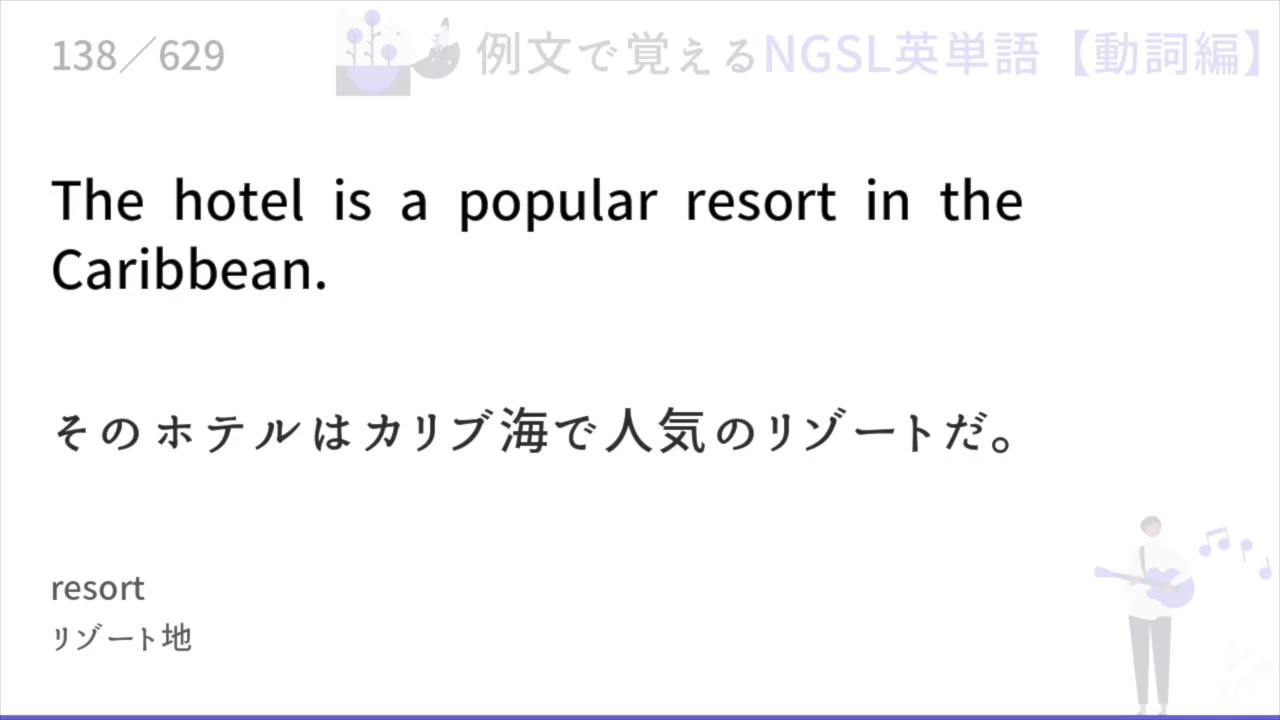 138／629
例文で覚えるNGSL英単語【動詞編】
The hotel is a popular resort in the
Caribbean.
そのホテルはカリブ海で人気のリゾートだ。
resort
リゾート地